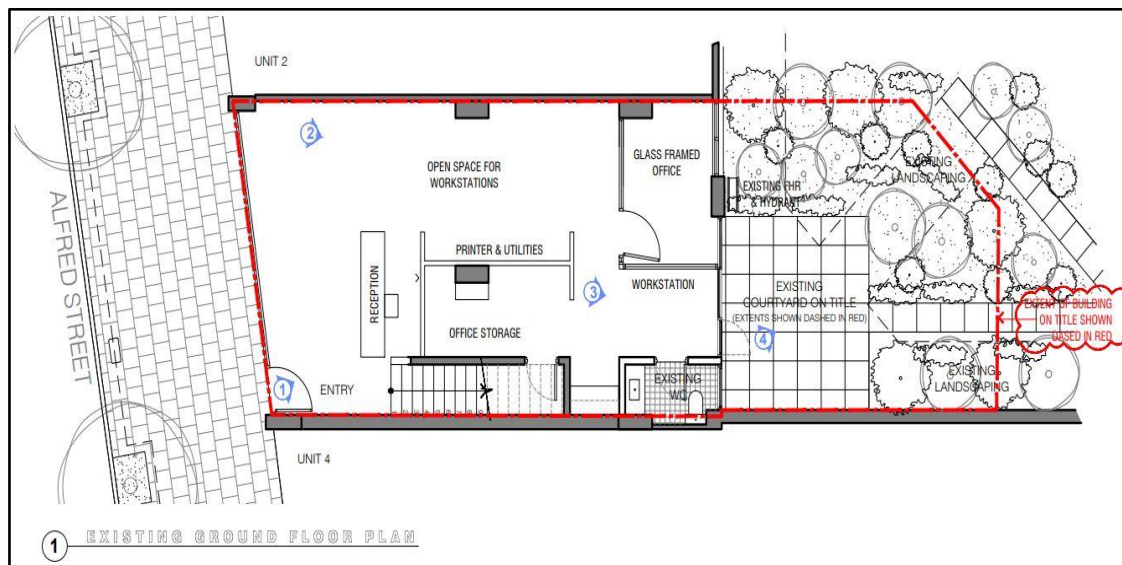 UNIT 2
2
OPEN SPACE FOR
WORKSTATIONS
GLASS FRAMED
OFFICE
EXISTING
LANDSCAPING
EXISTING FHR
& HYDRANT
ALFRED STREET
PRINTER & UTILITIES
RECEPTION
3
WORKSTATION
EXISTING
COURTYARD ON TITLE
(EXTENTS SHOWN DASHED IN RED)
EXTENT OF BUILDING
ON TITLE SHOWN
DASED IN RED
OFFICE STORAGE
4
1
ENTRY
EXISTING
WC
EXISTING
LANDSCAPING
UNIT 4
1 EXISTING GROUND FLOOR PLAN